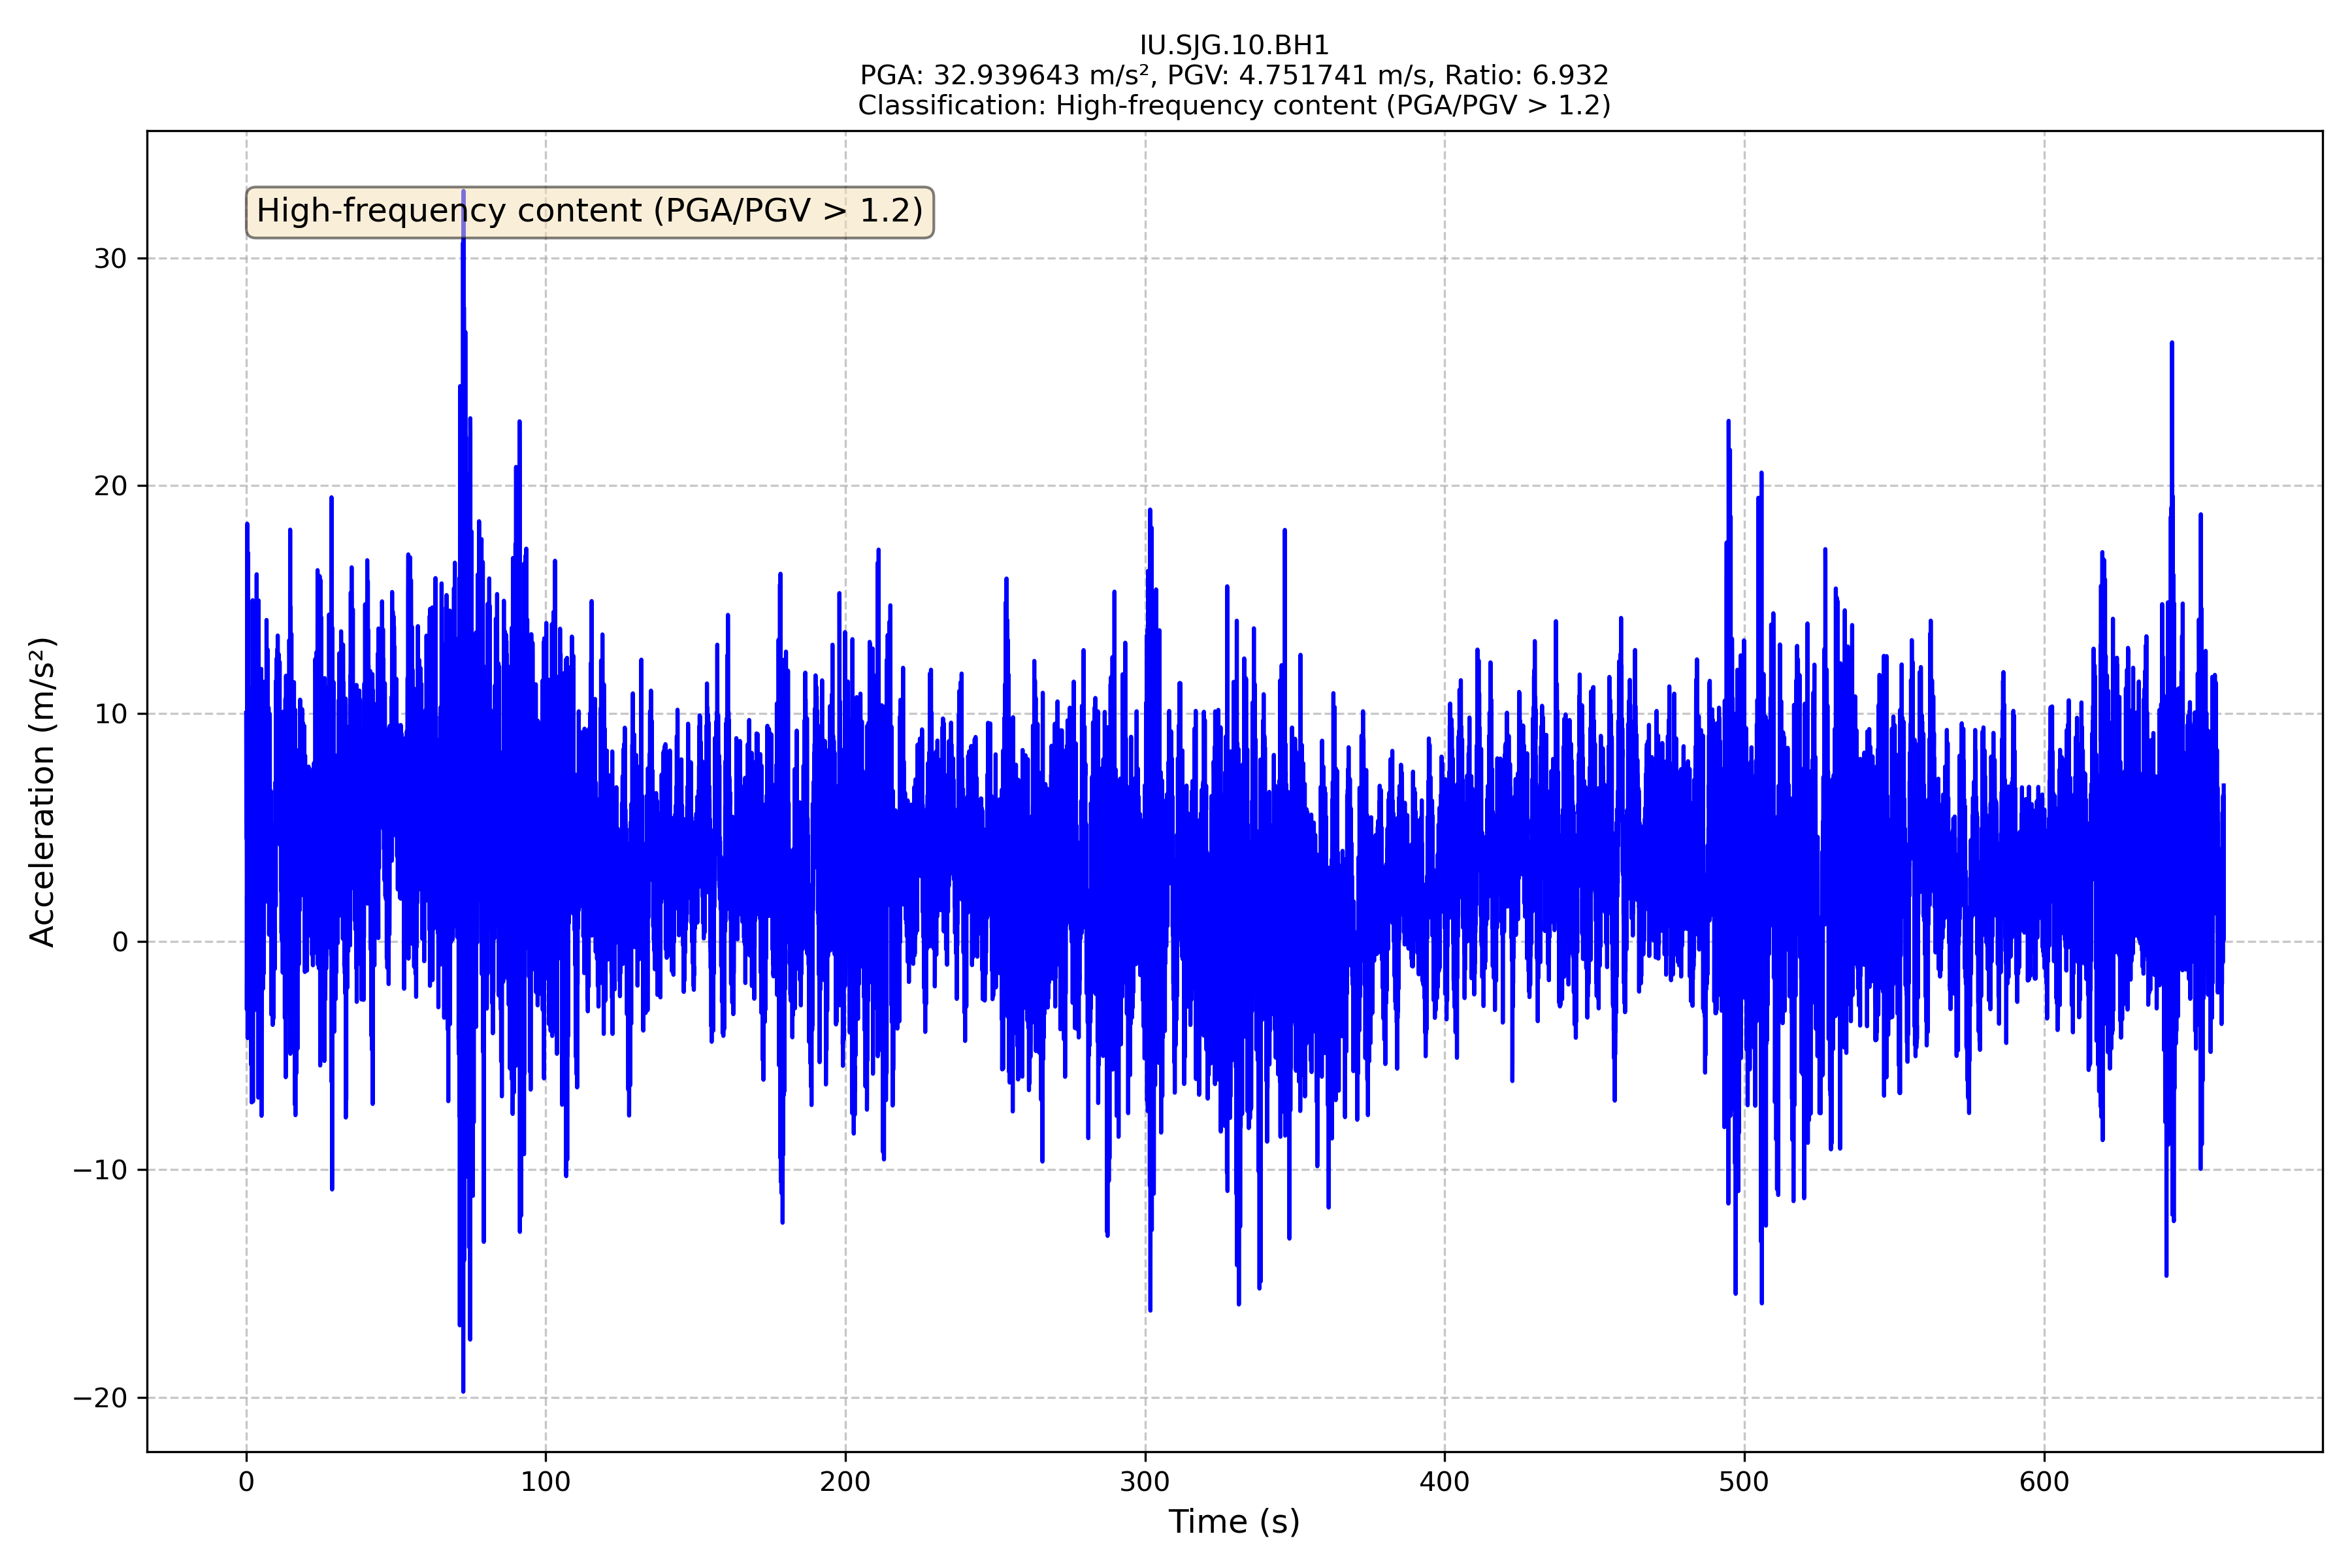 IU.SJG.10.BH1
PGA: 32.939643 m/s², PGV: 4.751741 m/s, Ratio: 6.932
Classification: High-frequency content (PGA/PGV > 1.2)
High-frequency content (PGA/PGV > 1.2)
Acceleration (m/s²)
30
20
10
0
−10
−20
0 100 200 300 400 500 600
Time (s)